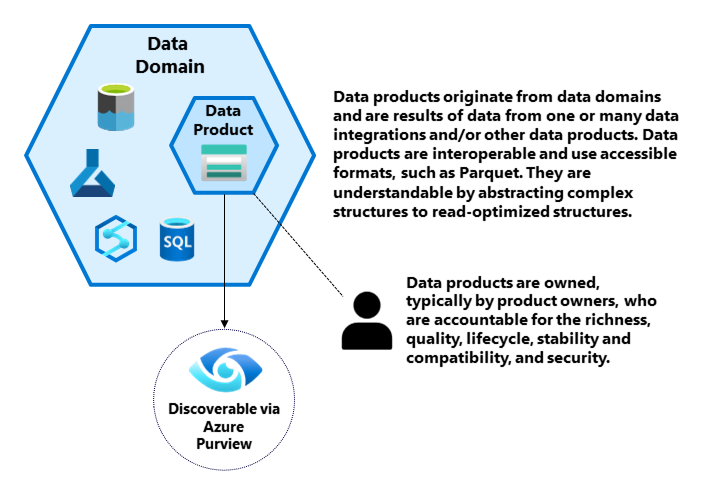 Data
Domain
Data
Product
SQL
Data products originate from data domains
and are results of data from one or many data
integrations and/or other data products. Data
products are interoperable and use accessible
formats, such as Parquet. They are
understandable by abstracting complex
structures to read-optimized structures.
Data products are owned,
typically by product owners, who
are accountable for the richness,
quality, lifecycle, stability and
compatibility, and security.
Discoverable via
Azure
Purview